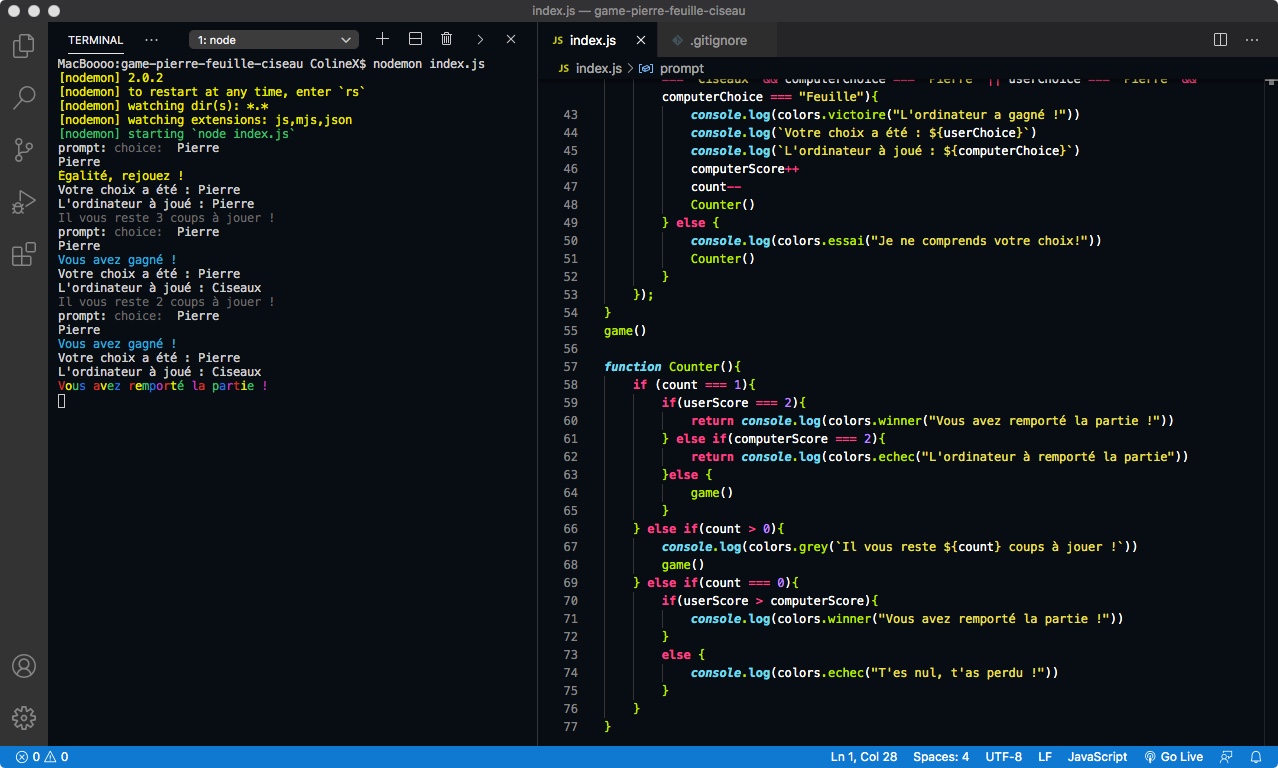 index.js — game-pierre-feuille-ciseau
TERMINAL ··· 1: node
MacBoooo:game-pierre-feuille-ciseau ColineX$ nodemon index.js
[nodemon] 2.0.2
[nodemon] to restart at any time, enter `rs`
[nodemon] watching dir(s): *.*
[nodemon] watching extensions: js,mjs,json
[nodemon] starting `node index.js`
prompt: choice:  Pierre
Pierre
Égalité, rejouez !
Votre choix a été : Pierre
L'ordinateur à joué : Pierre
Il vous reste 3 coups à jouer !
prompt: choice:  Pierre
Pierre
Vous avez gagné !
Votre choix a été : Pierre
L'ordinateur à joué : Ciseaux
Il vous reste 2 coups à jouer !
prompt: choice:  Pierre
Pierre
Vous avez gagné !
Votre choix a été : Pierre
L'ordinateur à joué : Ciseaux
Vous avez remporté la partie !
JS index.js .gitignore
JS index.js > prompt
=== "Ciseaux" && computerChoice === "Pierre" || userChoice === "Pierre" &&
computerChoice === "Feuille"){
43 console.log(colors.victoire("L'ordinateur a gagné !"))
44 console.log(`Votre choix a été : ${userChoice}`)
45 console.log(`L'ordinateur à joué : ${computerChoice}`)
46 computerScore++
47 count--
48 Counter()
49 } else {
50 console.log(colors.essai("Je ne comprends votre choix!"))
51 Counter()
52 }
53 });
54 }
55 game()
56
57 function Counter(){
58 if (count === 1){
59 if(userScore === 2){
60 return console.log(colors.winner("Vous avez remporté la partie !"))
61 } else if(computerScore === 2){
62 return console.log(colors.echec("L'ordinateur à remporté la partie"))
63 }else {
64 game()
65 }
66 } else if(count > 0){
67 console.log(colors.grey(`Il vous reste ${count} coups à jouer !`))
68 game()
69 } else if(count === 0){
70 if(userScore > computerScore){
71 console.log(colors.winner("Vous avez remporté la partie !"))
72 }
73 else {
74 console.log(colors.echec("T'es nul, t'as perdu !"))
75 }
76 }
77 }
0 0 Ln 1, Col 28 Spaces: 4 UTF-8 LF JavaScript Go Live